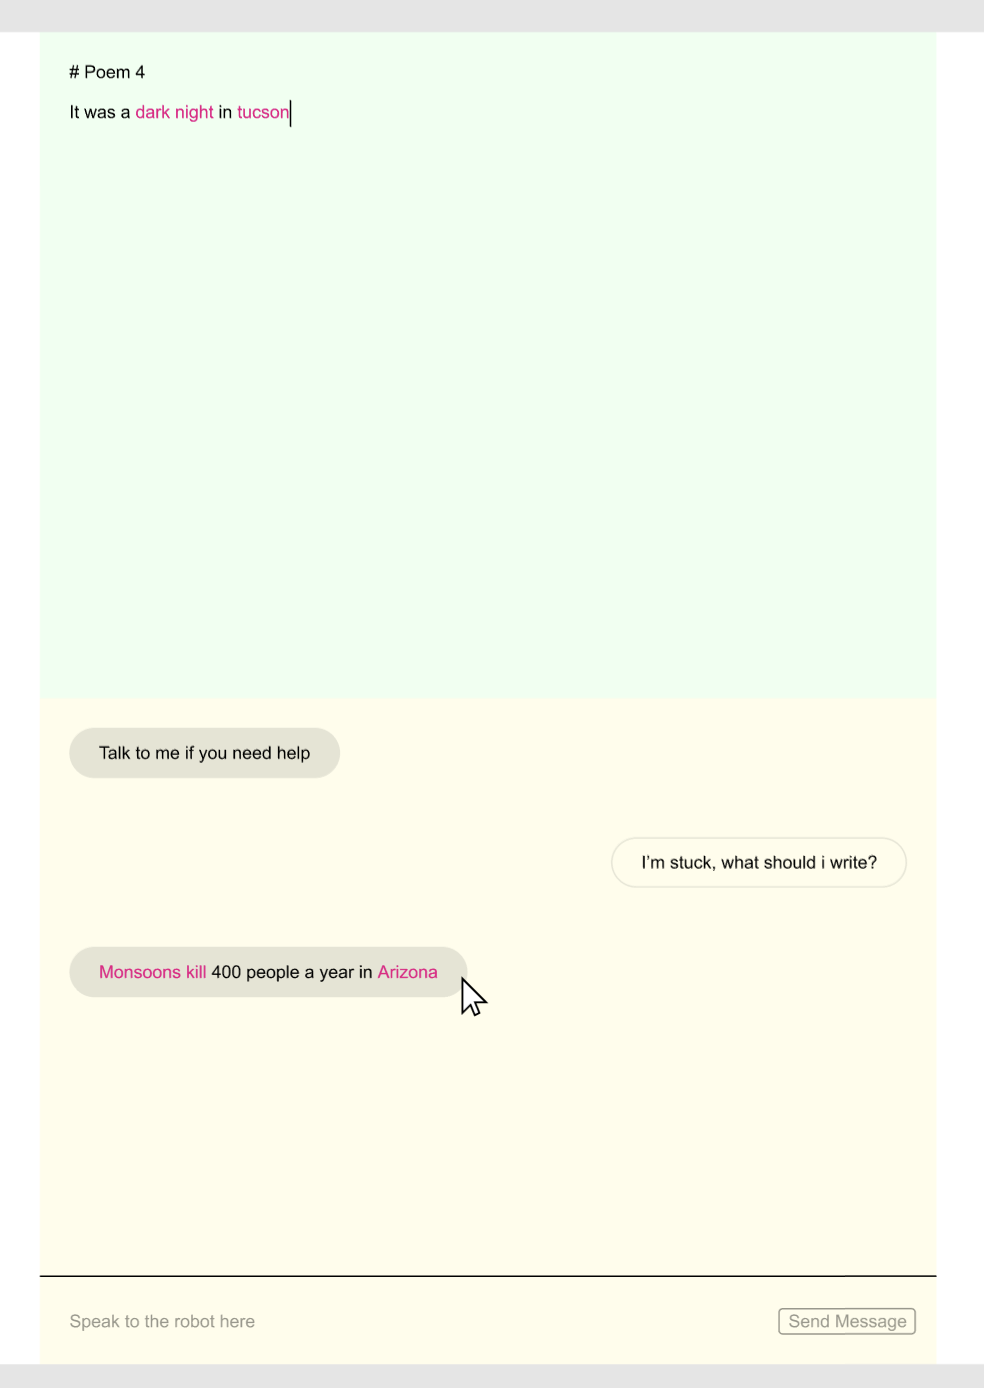 # Poem 4
It was a dark night in tucson
Talk to me if you need help
I'm stuck, what should i write?
Monsoons kill 400 people a year in Arizona
Speak to the robot here
Send Message